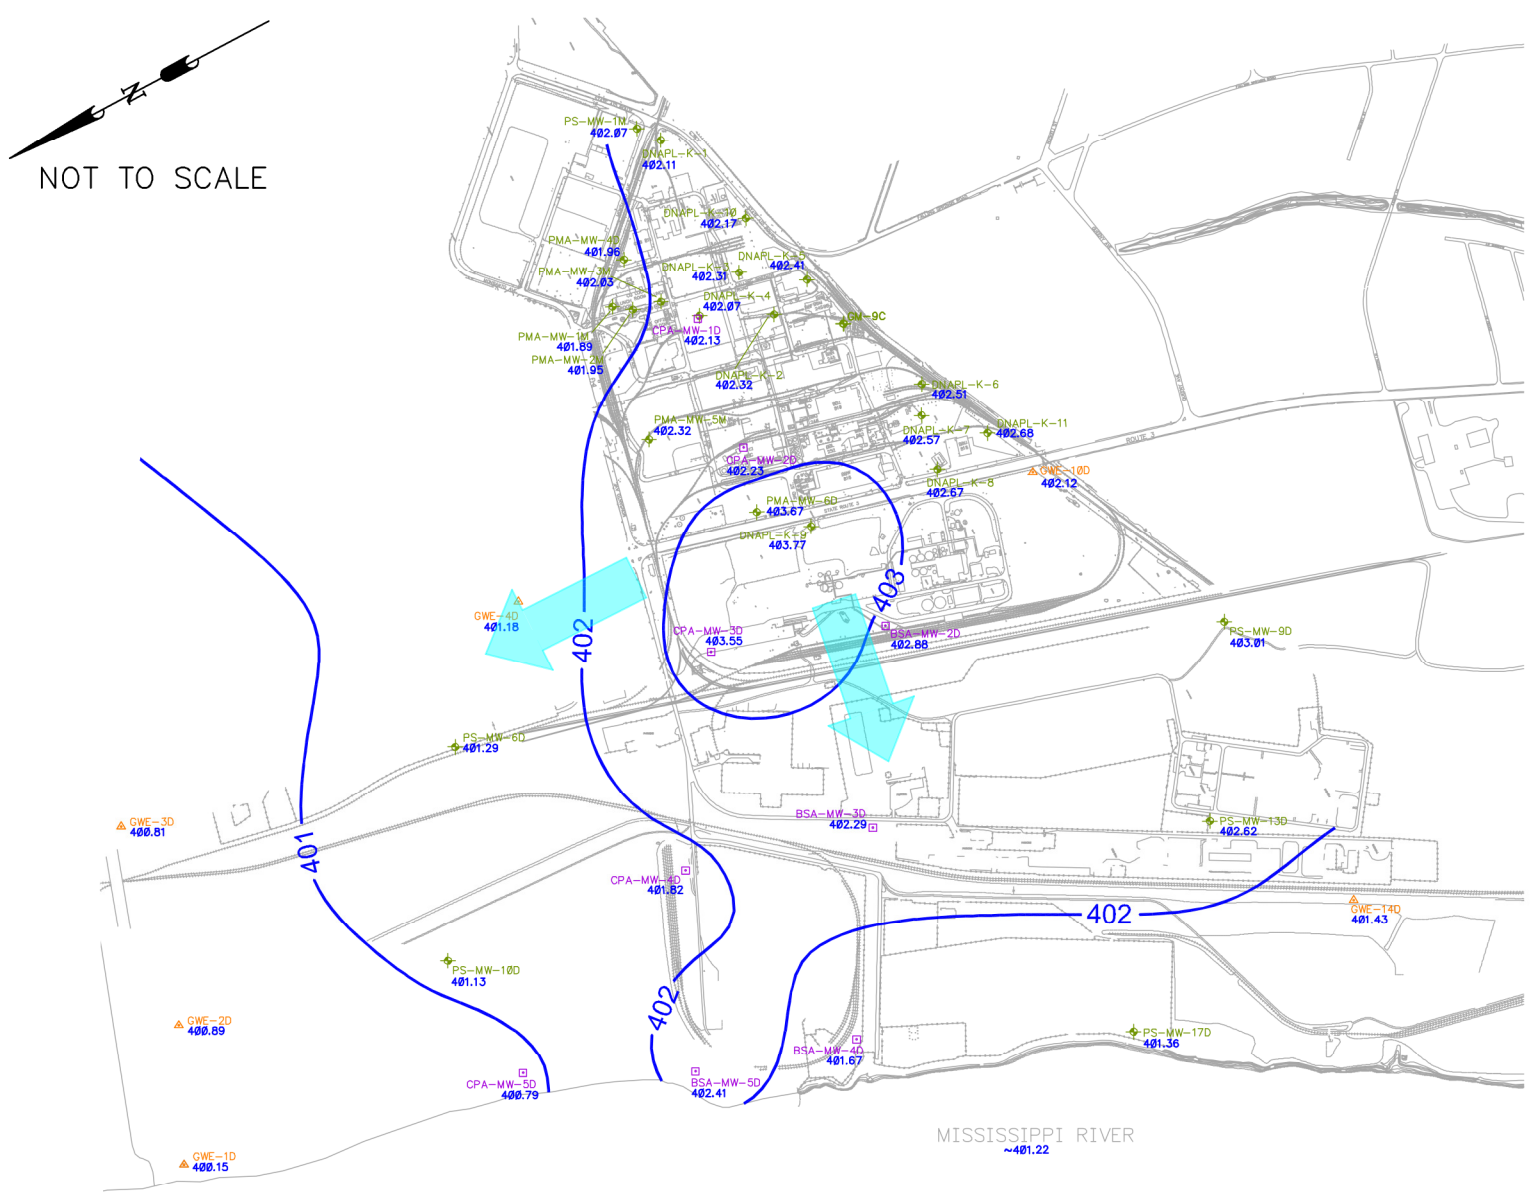 N
NOT TO SCALE
PS-MW-1M
402.07
DNAPL-K-1
402.11
DNAPL-K-10
402.17
PMA-MW-4D
401.96
DNAPL-K-5
402.41
DNAPL-K-3
402.31
PMA-MW-3M
402.03
DNAPL-K-4
402.07
GM-9C
CPA-MW-1D
402.13
PMA-MW-1M
401.89
PMA-MW-2M
401.95
DNAPL-K-2
402.32
DNAPL-K-6
402.51
PMA-MW-5M
402.32
DNAPL-K-7
402.57
DNAPL-K-11
402.68
ROUTE 3
CPA-MW-2D
402.23
GWE-10D
402.12
DNAPL-K-8
402.67
PMA-MW-6D
403.67
STATE ROUTE 3
DNAPL-K-9
403.77
403
GWE-4D
401.18
402
CPA-MW-3D
403.55
BSA-MW-2D
402.88
PS-MW-9D
403.01
PS-MW-6D
401.29
GWE-3D
400.81
401
BSA-MW-3D
402.29
PS-MW-13D
402.62
CPA-MW-4D
401.82
402
GWE-14D
401.43
PS-MW-10D
401.13
402
GWE-2D
400.89
PS-MW-17D
401.36
BSA-MW-4D
401.67
CPA-MW-5D
400.79
BSA-MW-5D
402.41
MISSISSIPPI RIVER
~401.22
GWE-1D
400.15